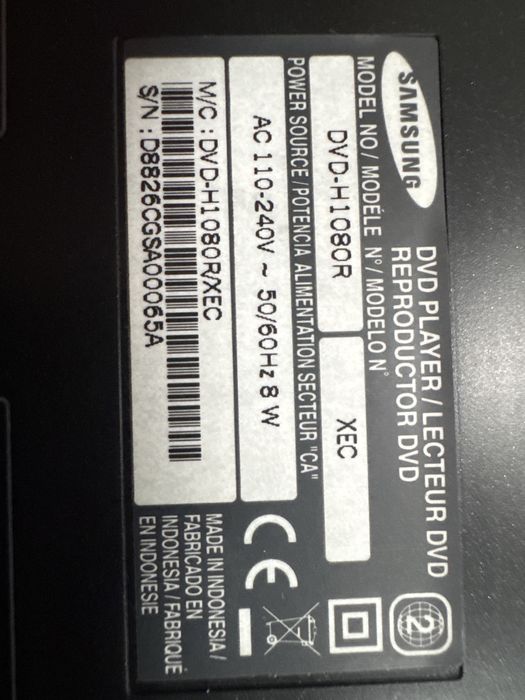 SAMSUNG
DVD PLAYER / LECTEUR DVD
REPRODUCTOR DVD
2
MODEL NO / MODÉLE N° / MODELO N°
DVD-H1080R
XEC
POWER SOURCE /POTENCIA ALIMENTATION SECTEUR "CA"
AC 110-240V ~ 50/60Hz 8 W
CE
M/C : DVD-H1080R/XEC
S/N : D8826CGSA00065A
MADE IN INDONESIA /
FABRICADO EN
INDONESIA / FABRIQUÉ
EN INDONESIE